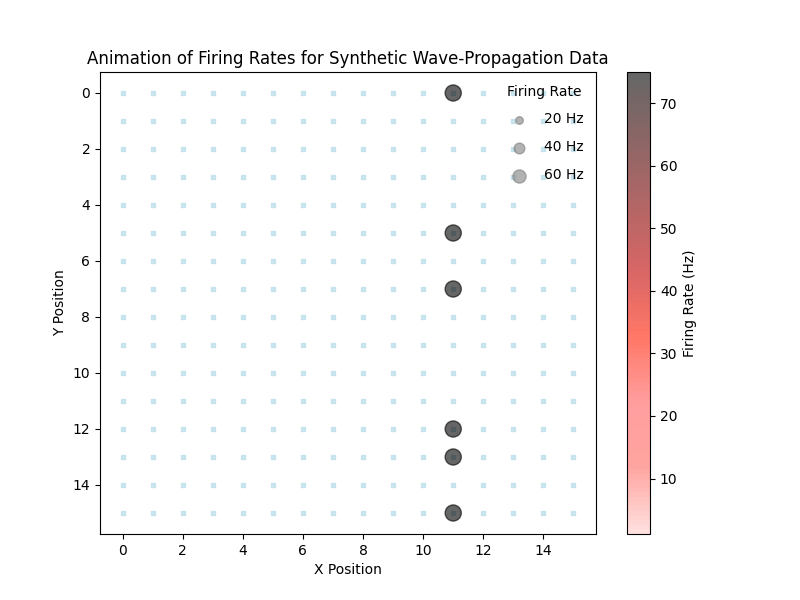 Animation of Firing Rates for Synthetic Wave-Propagation Data
Firing Rate
20 Hz
40 Hz
60 Hz
Y Position
0
2
4
6
8
10
12
14
0 2 4 6 8 10 12 14
X Position
70
60
50
40
30
20
10
Firing Rate (Hz)